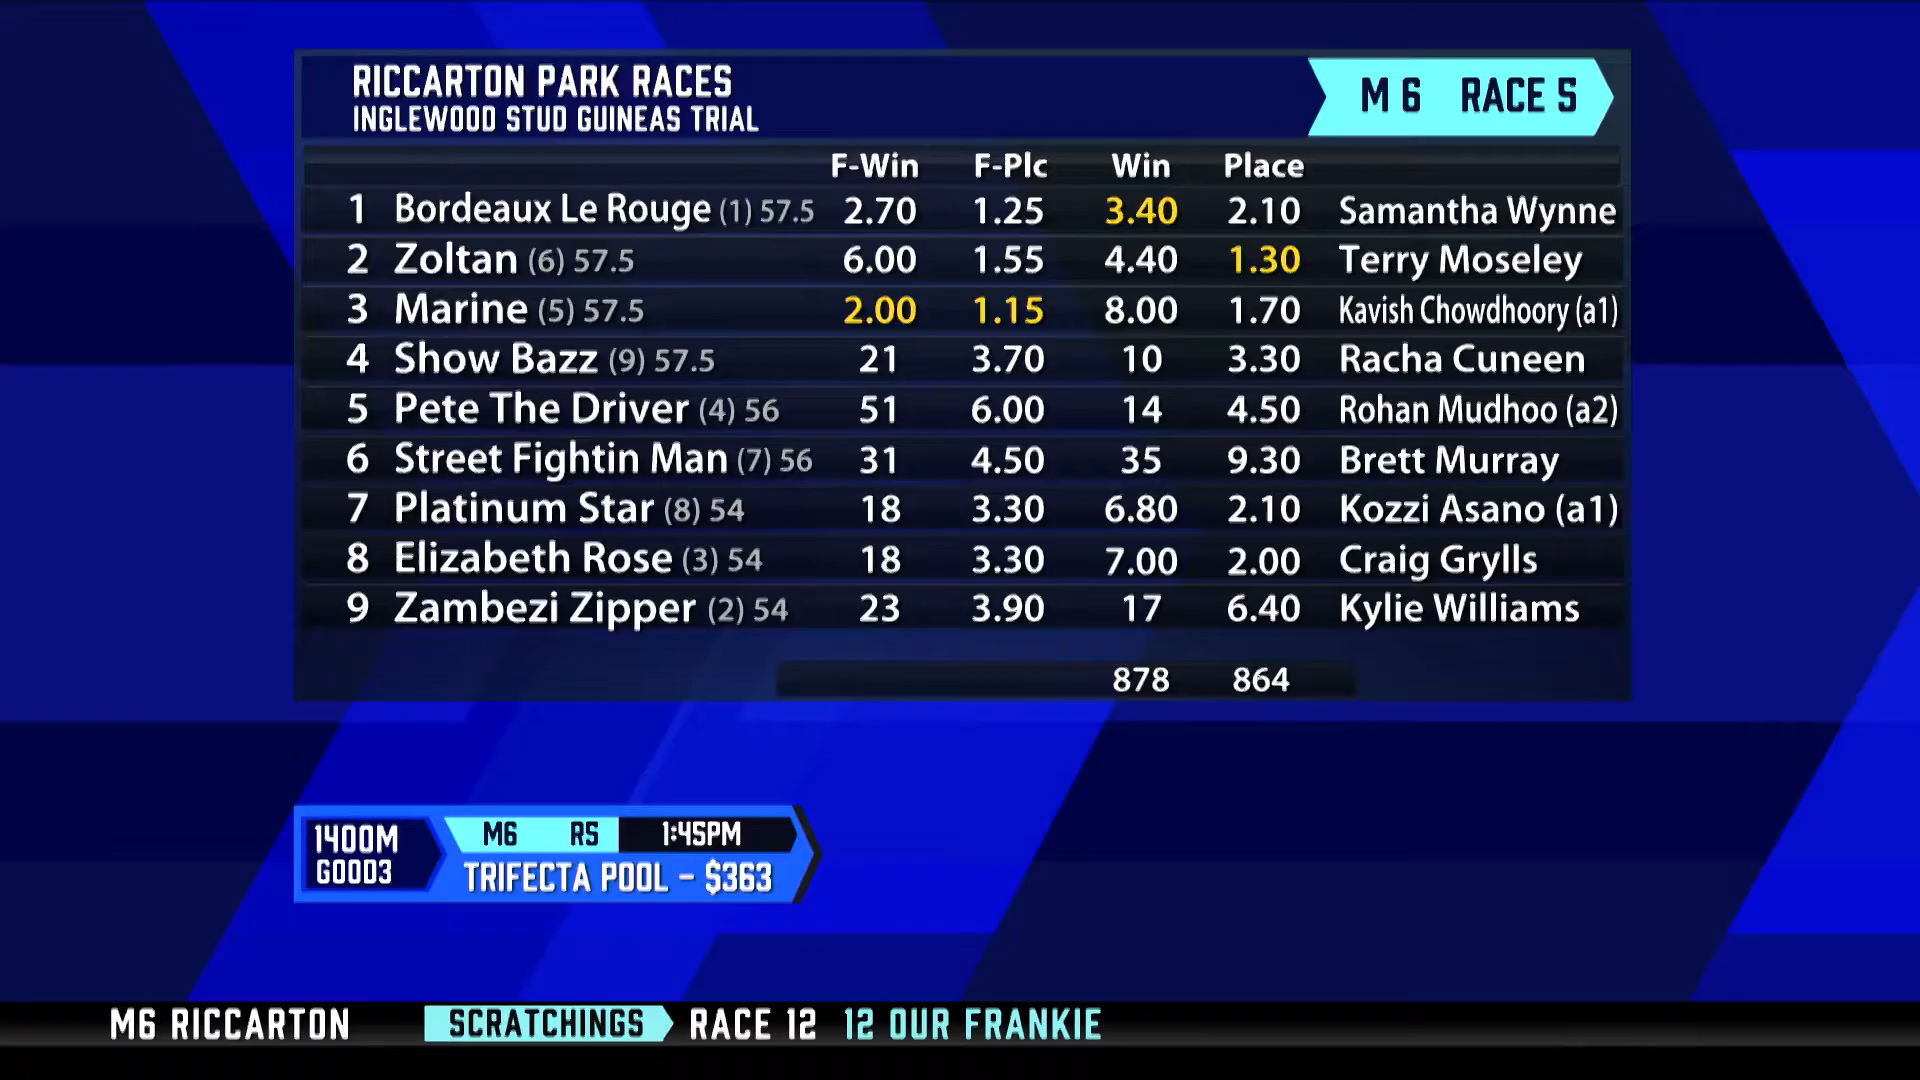 RICCARTON PARK RACES
INGLEWOOD STUD GUINEAS TRIAL
M 6 RACE 5
F-Win F-Plc Win Place
1 Bordeaux Le Rouge (1) 57.5 2.70 1.25 3.40 2.10 Samantha Wynne
2 Zoltan (6) 57.5 6.00 1.55 4.40 1.30 Terry Moseley
3 Marine (5) 57.5 2.00 1.15 8.00 1.70 Kavish Chowdhoory (a1)
4 Show Bazz (9) 57.5 21 3.70 10 3.30 Racha Cuneen
5 Pete The Driver (4) 56 51 6.00 14 4.50 Rohan Mudhoo (a2)
6 Street Fightin Man (7) 56 31 4.50 35 9.30 Brett Murray
7 Platinum Star (8) 54 18 3.30 6.80 2.10 Kozzi Asano (a1)
8 Elizabeth Rose (3) 54 18 3.30 7.00 2.00 Craig Grylls
9 Zambezi Zipper (2) 54 23 3.90 17 6.40 Kylie Williams
878 864
1400M
GOOD3
M6 R5 1:45PM
TRIFECTA POOL - $363
M6 RICCARTON SCRATCHINGS RACE 12 12 OUR FRANKIE